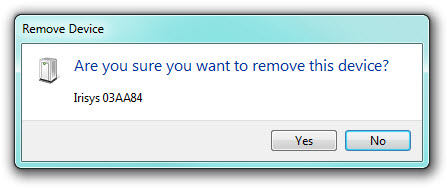 Remove Device
Are you sure you want to remove this device?
Irisys 03AA84
Yes No